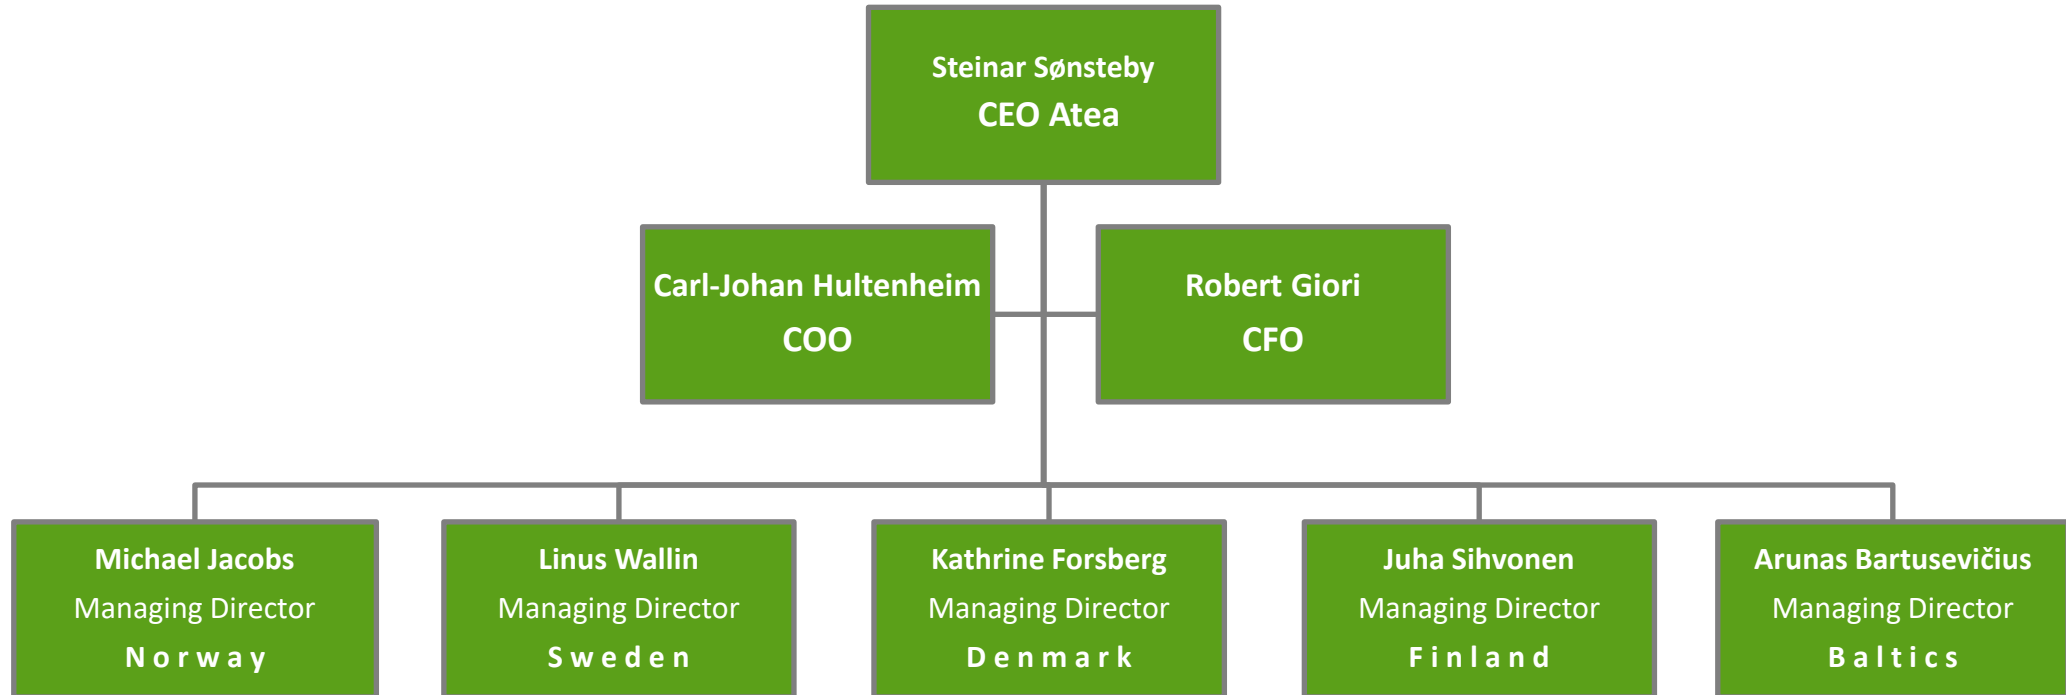 Steinar Sønsteby
CEO Atea
Carl-Johan Hultenheim
COO
Robert Giori
CFO
Michael Jacobs
Managing Director
Norway
Linus Wallin
Managing Director
Sweden
Kathrine Forsberg
Managing Director
Denmark
Juha Sihvonen
Managing Director
Finland
Arunas Bartusevičius
Managing Director
Baltics